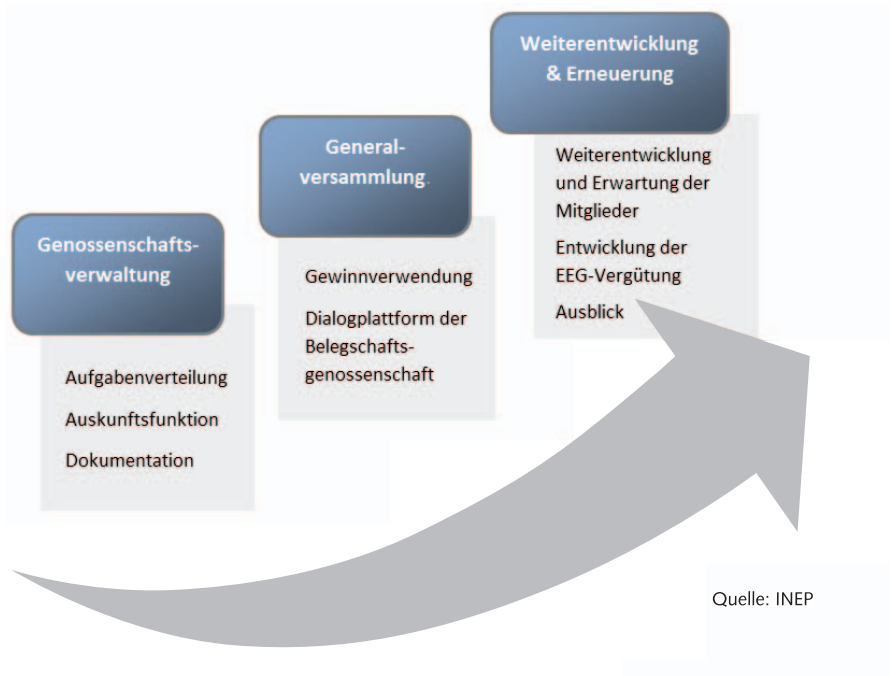 Weiterentwicklung
& Erneuerung
Weiterentwicklung
und Erwartung der
Mitglieder
Entwicklung der
EEG-Vergütung
Ausblick
General-
versammlung.
Gewinnverwendung
Dialogplattform der
Belegschafts-
genossenschaft
Genossenschafts-
verwaltung
Aufgabenverteilung
Auskunftsfunktion
Dokumentation
Quelle: INEP